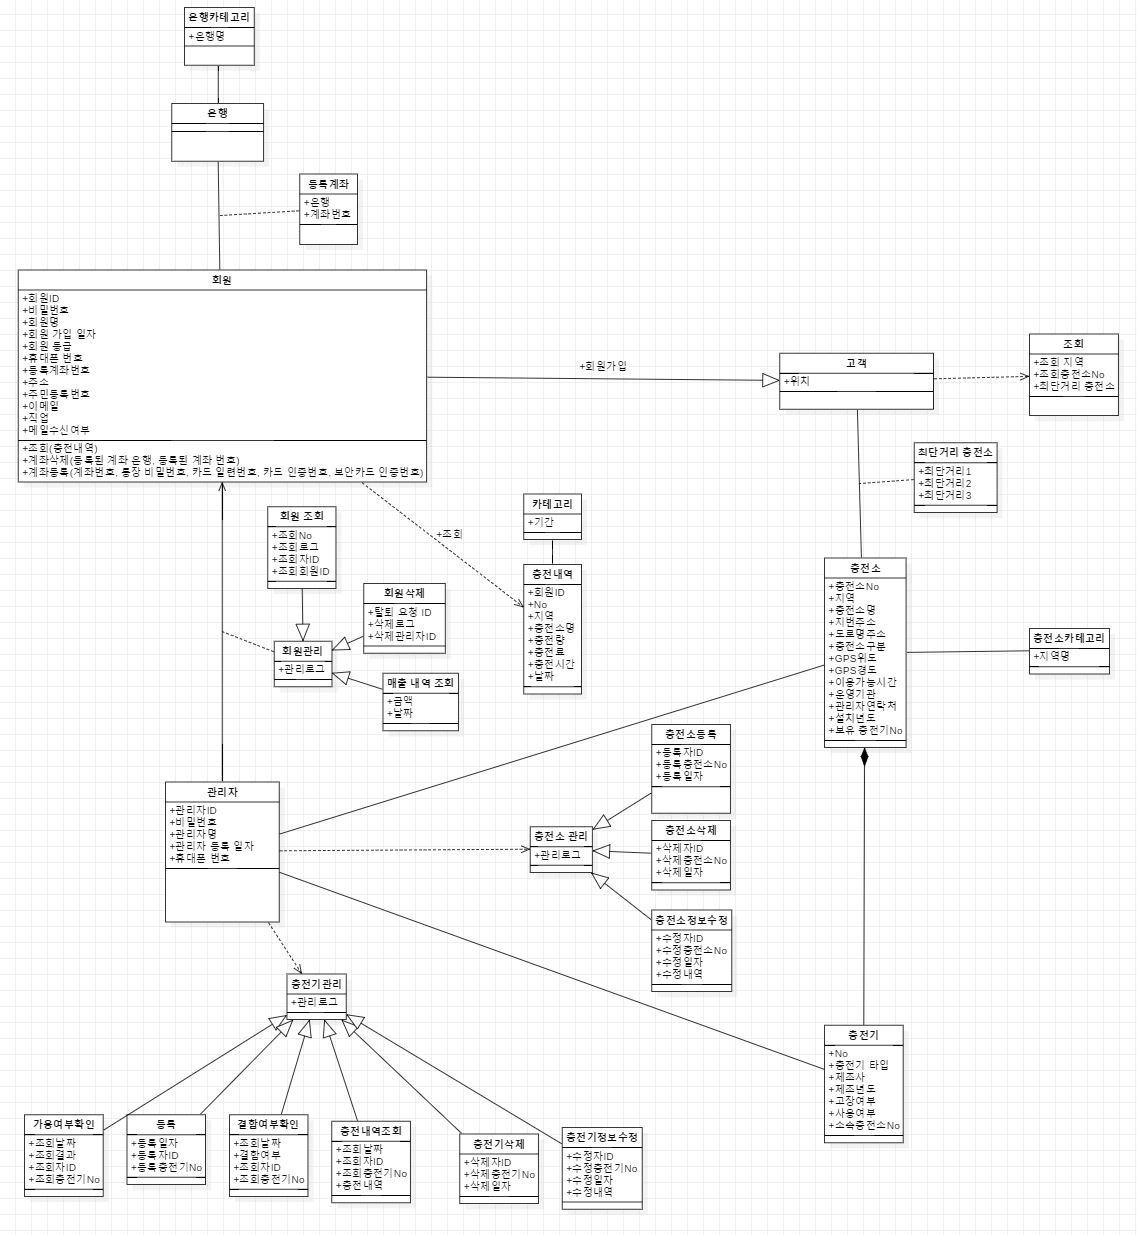 은행카테고리
+은행명
은행
등록계좌
+은행
+계좌번호
회원
+회원ID
+비밀번호
+회원명
+회원 가입 일자
+회원 등급
+휴대폰 번호
+등록계좌번호
+주소
+주민등록번호
+이메일
+직업
+메일수신여부
+조회(충전내역)
+계좌삭제(등록된 계좌 은행, 등록된 계좌 번호)
+계좌등록(계좌번호, 통장 비밀번호, 카드 일련번호, 카드 인증번호, 보안카드 인증번호)
+회원가입
고객
+위치
조회
+조회 지역
+조회충전소No
+최단거리 충전소
최단거리 충전소
+최단거리1
+최단거리2
+최단거리3
회원 조회
+조회No
+조회로그
+조회자ID
+조회회원ID
+조회
카테고리
+기간
충전내역
+회원ID
+No
+지역
+충전소명
+충전량
+충전료
+충전시간
+날짜
회원삭제
+탈퇴 요청 ID
+삭제로그
+삭제관리자ID
회원관리
+관리로그
매출 내역 조회
+금액
+날짜
충전소
+충전소No
+지역
+충전소명
+지번주소
+도로명주소
+충전소구분
+GPS위도
+GPS경도
+이용가능시간
+운영기관
+관리자연락처
+설치년도
+보유 충전기No
충전소카테고리
+지역명
관리자
+관리자ID
+비밀번호
+관리자명
+관리자 등록 일자
+휴대폰 번호
충전소등록
+등록자ID
+등록충전소No
+등록일자
충전소 관리
+관리로그
충전소삭제
+삭제자ID
+삭제충전소No
+삭제일자
충전소정보수정
+수정자ID
+수정충전소No
+수정일자
+수정내역
충전기관리
+관리로그
충전기
+No
+충전기 타입
+제조사
+제조년도
+고장여부
+사용여부
+소속충전소No
가용여부확인
+조회날짜
+조회결과
+조회자ID
+조회충전기No
등록
+등록일자
+등록자ID
+등록충전기No
결함여부확인
+조회날짜
+결함여부
+조회자ID
+조회충전기No
충전내역조회
+조회날짜
+조회자ID
+조회충전기No
+충전내역
충전기삭제
+삭제자ID
+삭제충전기No
+삭제일자
충전기정보수정
+수정자ID
+수정충전기No
+수정일자
+수정내역